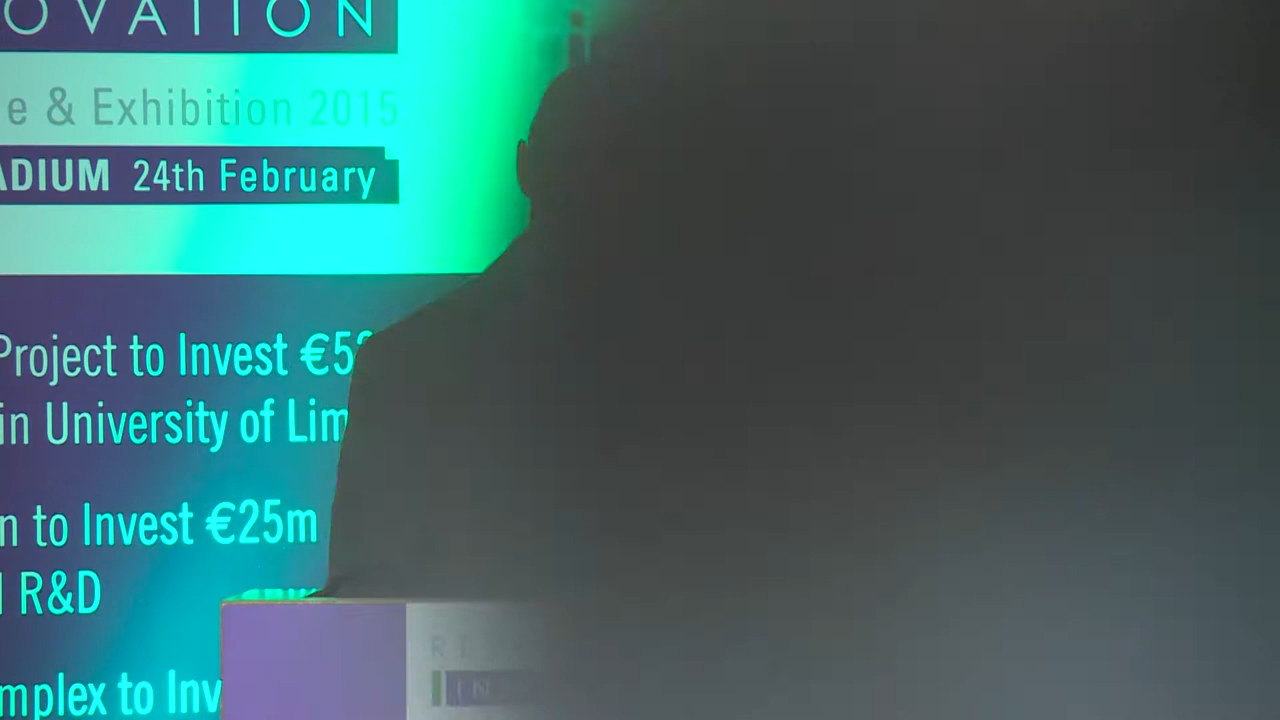 OVATION
e & Exhibition 2015
ADIUM 24th February
Project to Invest €5
in University of Lim
n to Invest €25m
R&D
mplex to Inv